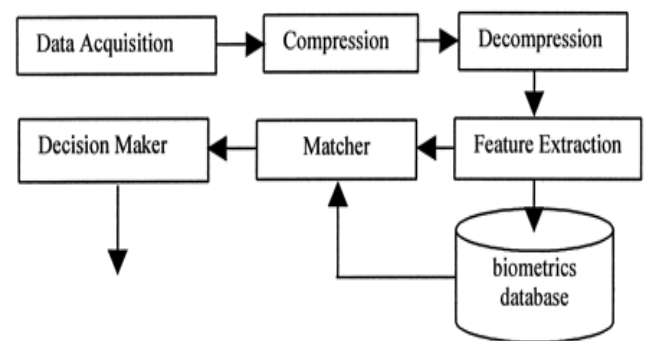 Data Acquisition
Compression
Decompression
Decision Maker
Matcher
Feature Extraction
biometrics
database